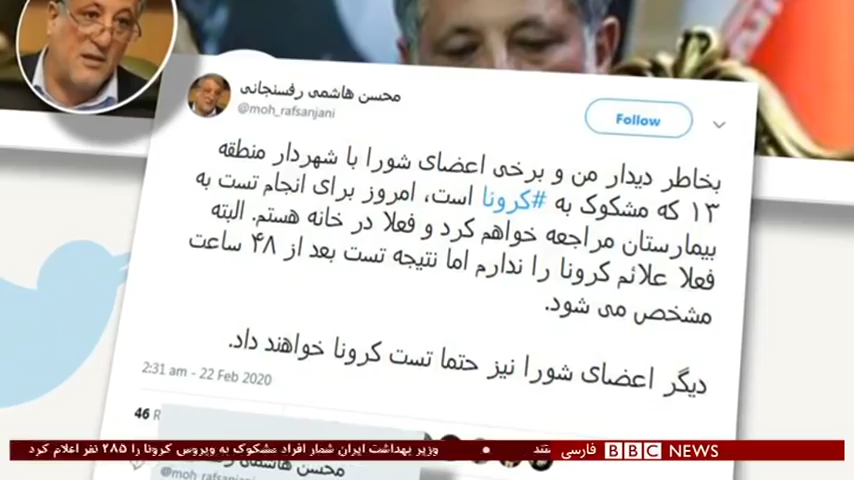 محسن هاشمی رفسنجانی
@moh_rafsanjani
Follow
بخاطر دیدار من و برخی اعضای شورا با شهردار منطقه
۱۳ که مشکوک به #کرونا است، امروز برای انجام تست به
بیمارستان مراجعه خواهم کرد و فعلا در خانه هستم. البته
فعلا علائم کرونا را ندارم اما نتیجه تست بعد از ۴۸ ساعت
مشخص می شود.
دیگر اعضای شورا نیز حتما تست کرونا خواهند داد.
2:31 am - 22 Feb 2020
46
محسن هاشمی
@moh_rafsanjani
وزیر بهداشت ایران شمار افراد مشکوک به ویروس کرونا را ۲۸۵ نفر اعلام کرد
BBC NEWS فارسی